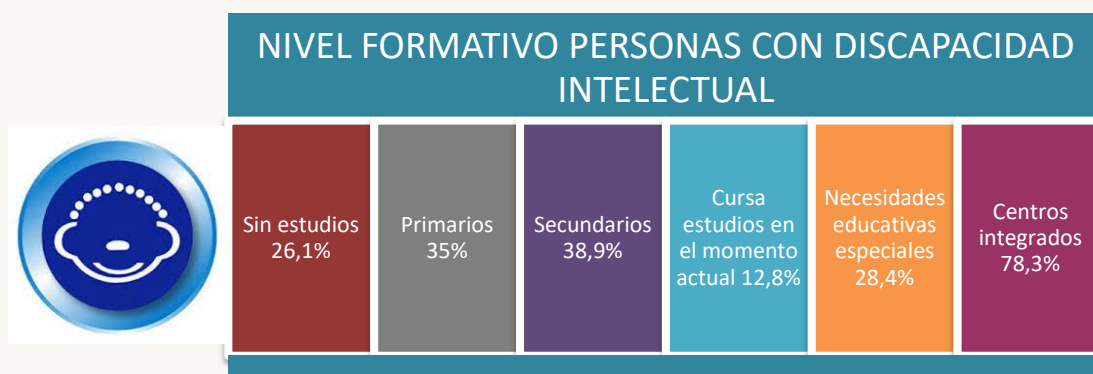 NIVEL FORMATIVO PERSONAS CON DISCAPACIDAD
INTELECTUAL
Sin estudios
26,1%
Primarios
35%
Secundarios
38,9%
Cursa
estudios en
el momento
actual 12,8%
Necesidades
educativas
especiales
28,4%
Centros
integrados
78,3%